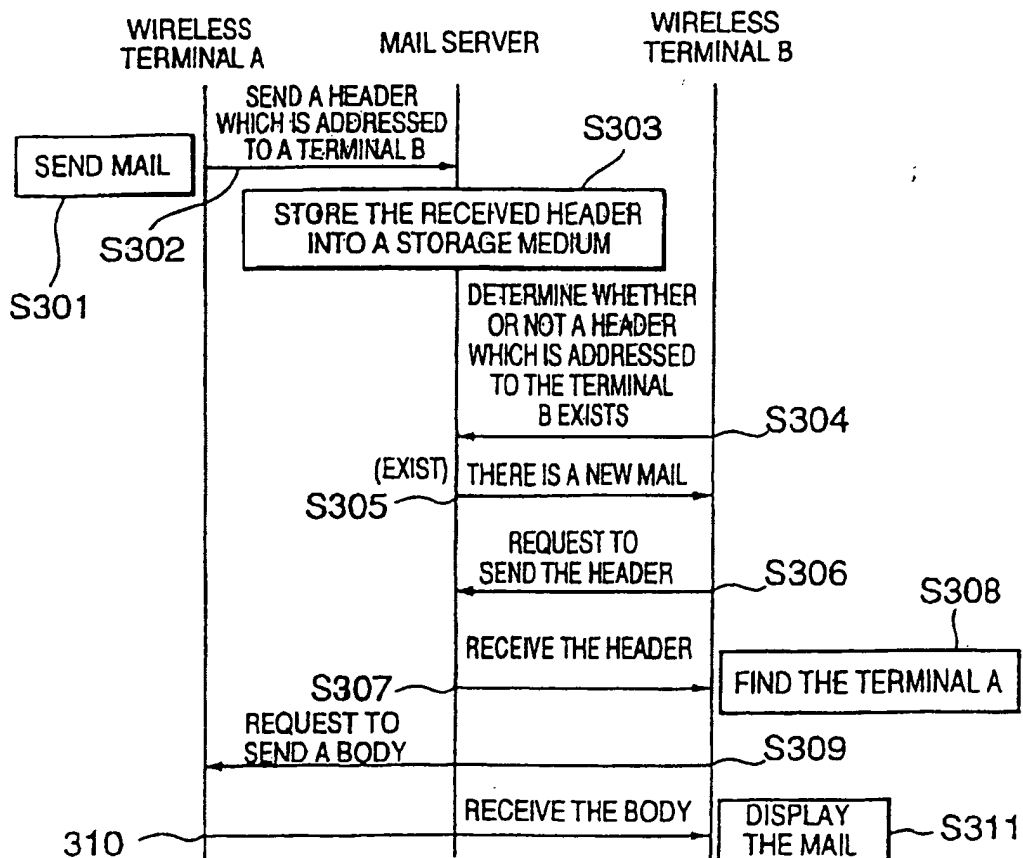 WIRELESS
TERMINAL A
MAIL SERVER
WIRELESS
TERMINAL B
SEND A HEADER
WHICH IS ADDRESSED
TO A TERMINAL B
S303
SEND MAIL
STORE THE RECEIVED HEADER
INTO A STORAGE MEDIUM
S302
S301
DETERMINE WHETHER
OR NOT A HEADER
WHICH IS ADDRESSED
TO THE TERMINAL
B EXISTS
S304
(EXIST)
THERE IS A NEW MAIL
S305
REQUEST TO
SEND THE HEADER
S306
S308
RECEIVE THE HEADER
FIND THE TERMINAL A
S307
REQUEST TO
SEND A BODY
S309
RECEIVE THE BODY
DISPLAY
THE MAIL
S311
310